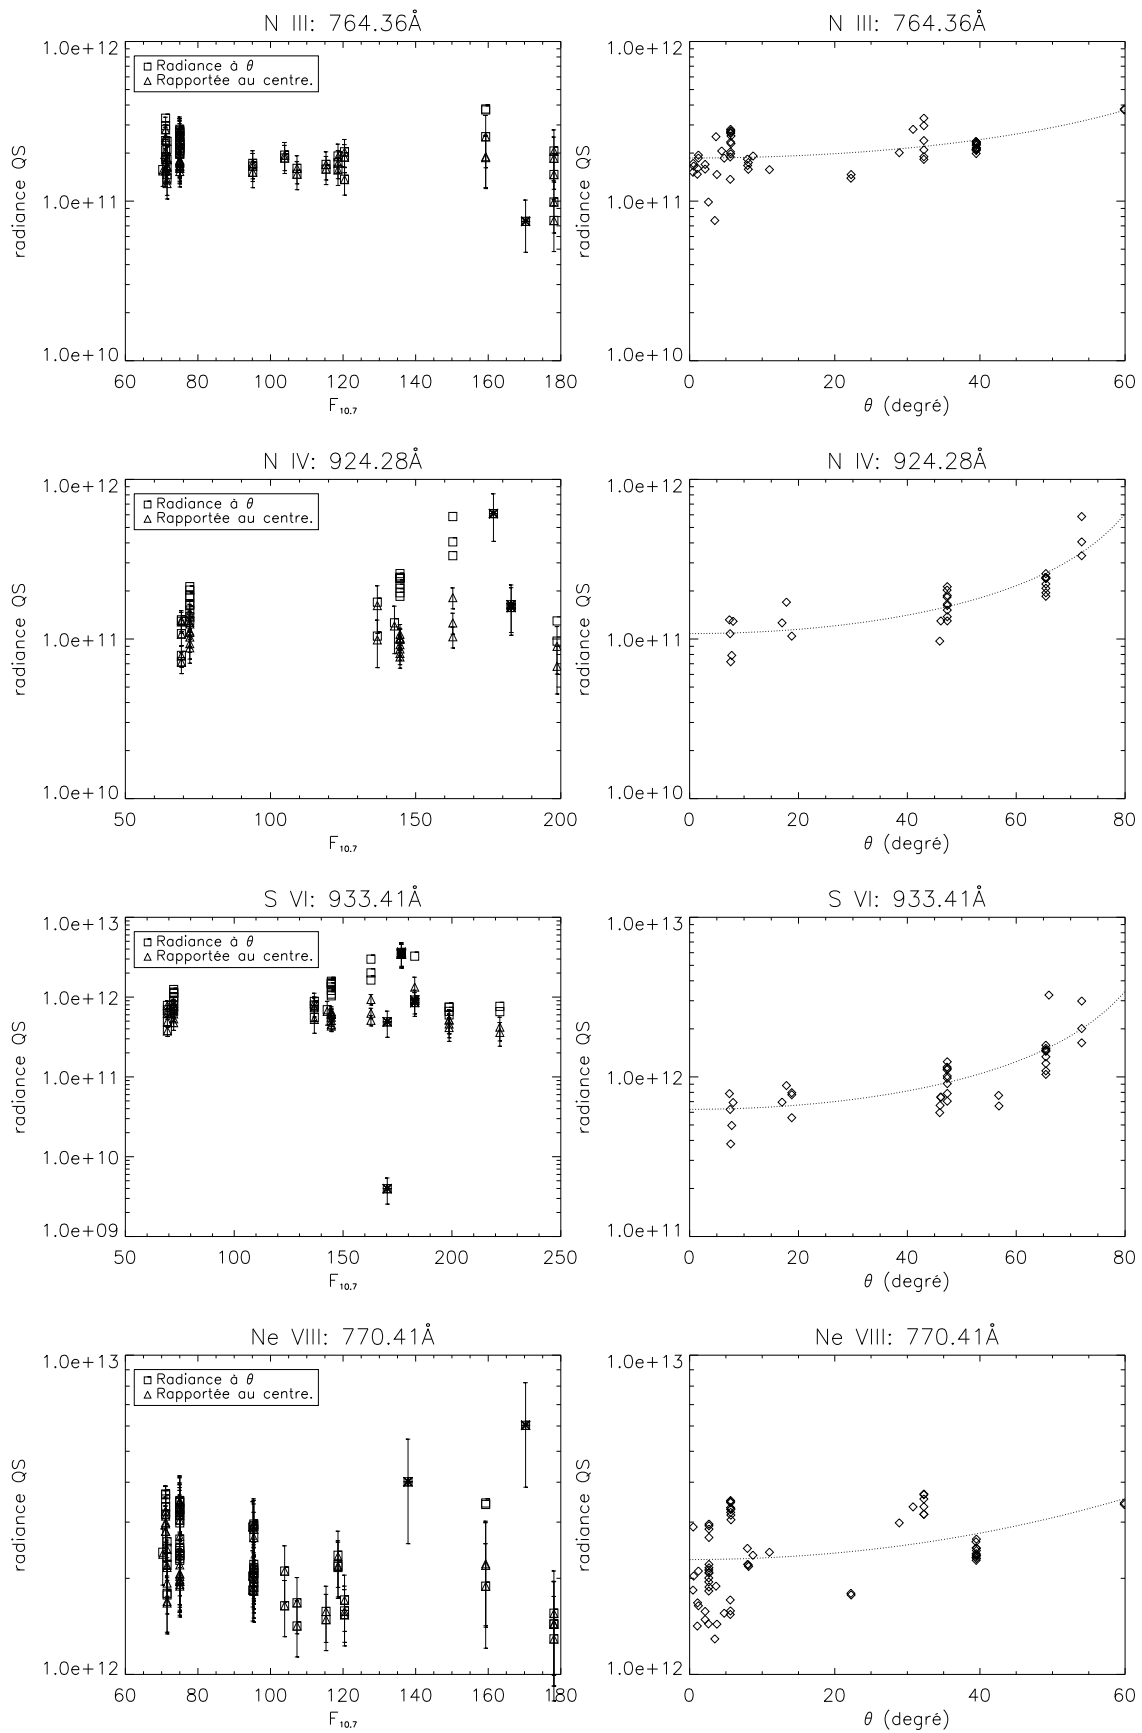 N III: 764.36Å
1.0e+12
1.0e+11
1.0e+10
radiance QS
□ Radiance à θ
△ Rapportée au centre.
60 80 100 120 140 160 180
F10.7
N III: 764.36Å
1.0e+12
1.0e+11
1.0e+10
radiance QS
0 20 40 60
θ (degré)
N IV: 924.28Å
1.0e+12
1.0e+11
1.0e+10
radiance QS
□ Radiance à θ
△ Rapportée au centre.
50 100 150 200
F10.7
N IV: 924.28Å
1.0e+12
1.0e+11
1.0e+10
radiance QS
0 20 40 60 80
θ (degré)
S VI: 933.41Å
1.0e+13
1.0e+12
1.0e+11
1.0e+10
1.0e+09
radiance QS
□ Radiance à θ
△ Rapportée au centre.
50 100 150 200 250
F10.7
S VI: 933.41Å
1.0e+13
1.0e+12
1.0e+11
radiance QS
0 20 40 60 80
θ (degré)
Ne VIII: 770.41Å
1.0e+13
1.0e+12
radiance QS
□ Radiance à θ
△ Rapportée au centre.
60 80 100 120 140 160 180
F10.7
Ne VIII: 770.41Å
1.0e+13
1.0e+12
radiance QS
0 20 40 60
θ (degré)